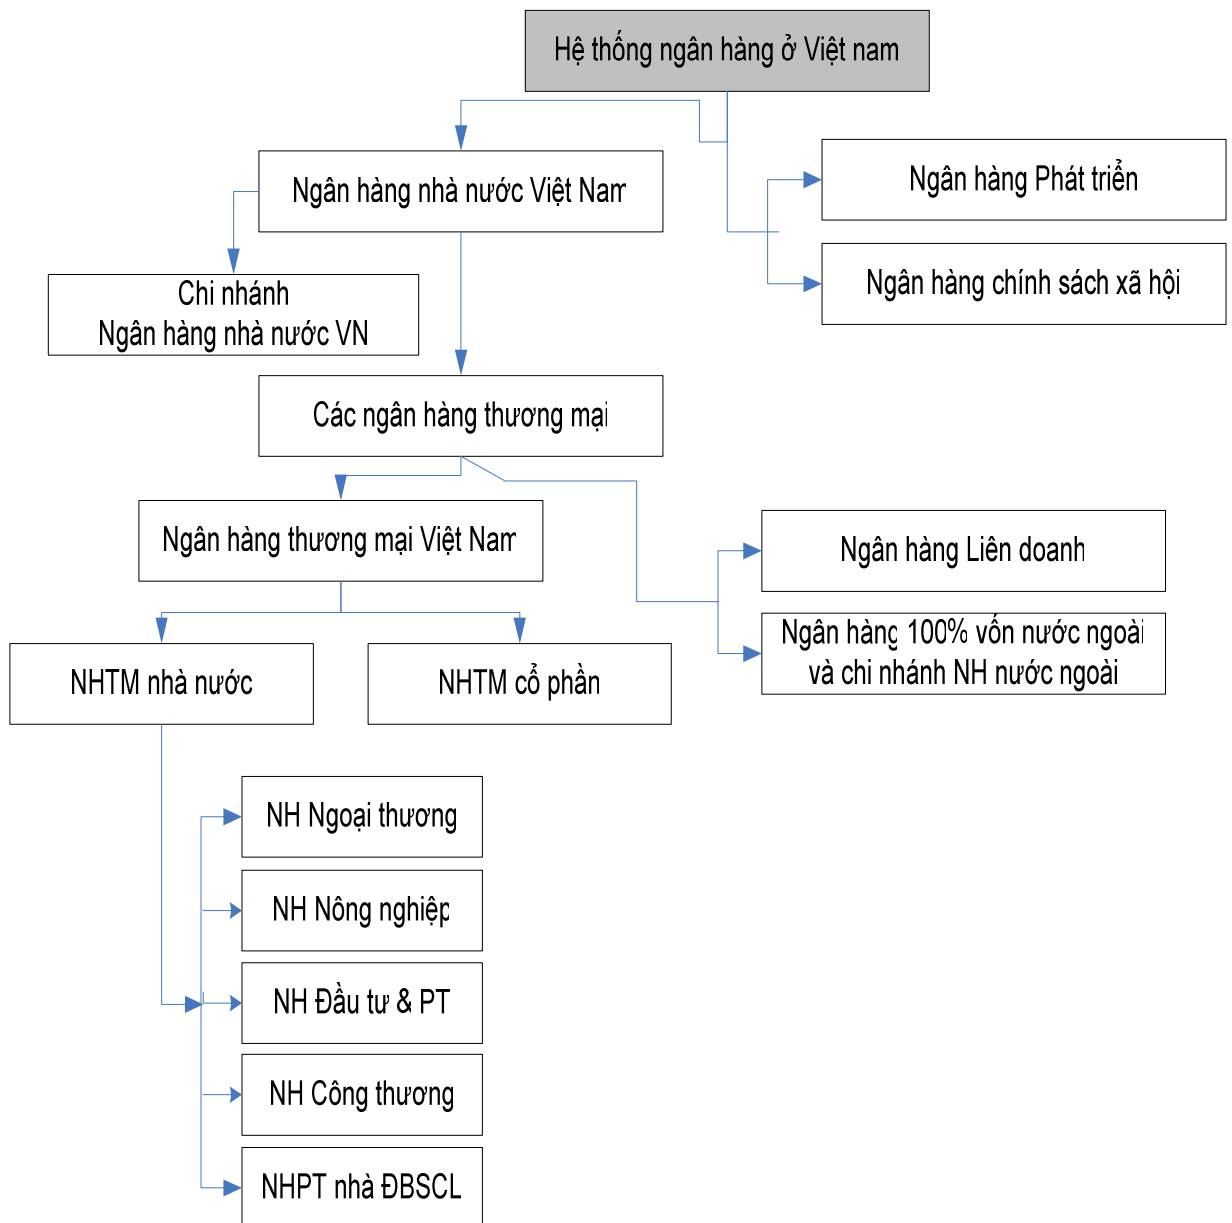 Hệ thống ngân hàng ở Việt nam
Ngân hàng nhà nước Việt Nam
Ngân hàng Phát triển
Ngân hàng chính sách xã hội
Chi nhánh
Ngân hàng nhà nước VN
Các ngân hàng thương mại
Ngân hàng thương mại Việt Nam
Ngân hàng Liên doanh
Ngân hàng 100% vốn nước ngoài
và chi nhánh NH nước ngoài
NHTM nhà nước
NHTM cổ phần
NH Ngoại thương
NH Nông nghiệp
NH Đầu tư & PT
NH Công thương
NHPT nhà ĐBSCL